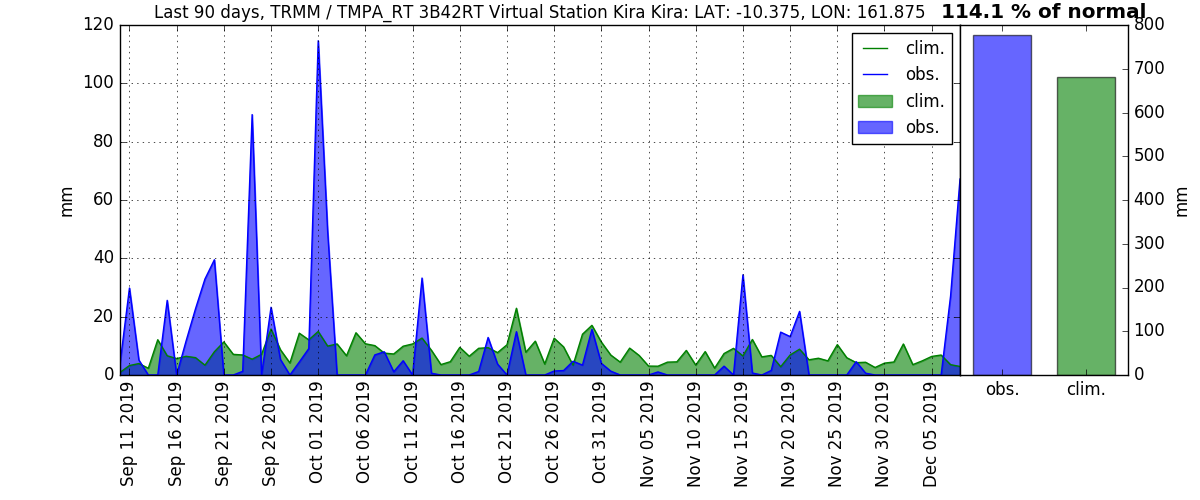 Last 90 days, TRMM / TMPA_RT 3B42RT Virtual Station Kira Kira: LAT: -10.375, LON: 161.875 114.1 % of normal
120
100
80
60
40
20
0
mm
clim.
obs.
clim.
obs.
800
700
600
500
400
300
200
100
0
mm
Sep 11 2019
Sep 16 2019
Sep 21 2019
Sep 26 2019
Oct 01 2019
Oct 06 2019
Oct 11 2019
Oct 16 2019
Oct 21 2019
Oct 26 2019
Oct 31 2019
Nov 05 2019
Nov 10 2019
Nov 15 2019
Nov 20 2019
Nov 25 2019
Nov 30 2019
Dec 05 2019
obs.
clim.